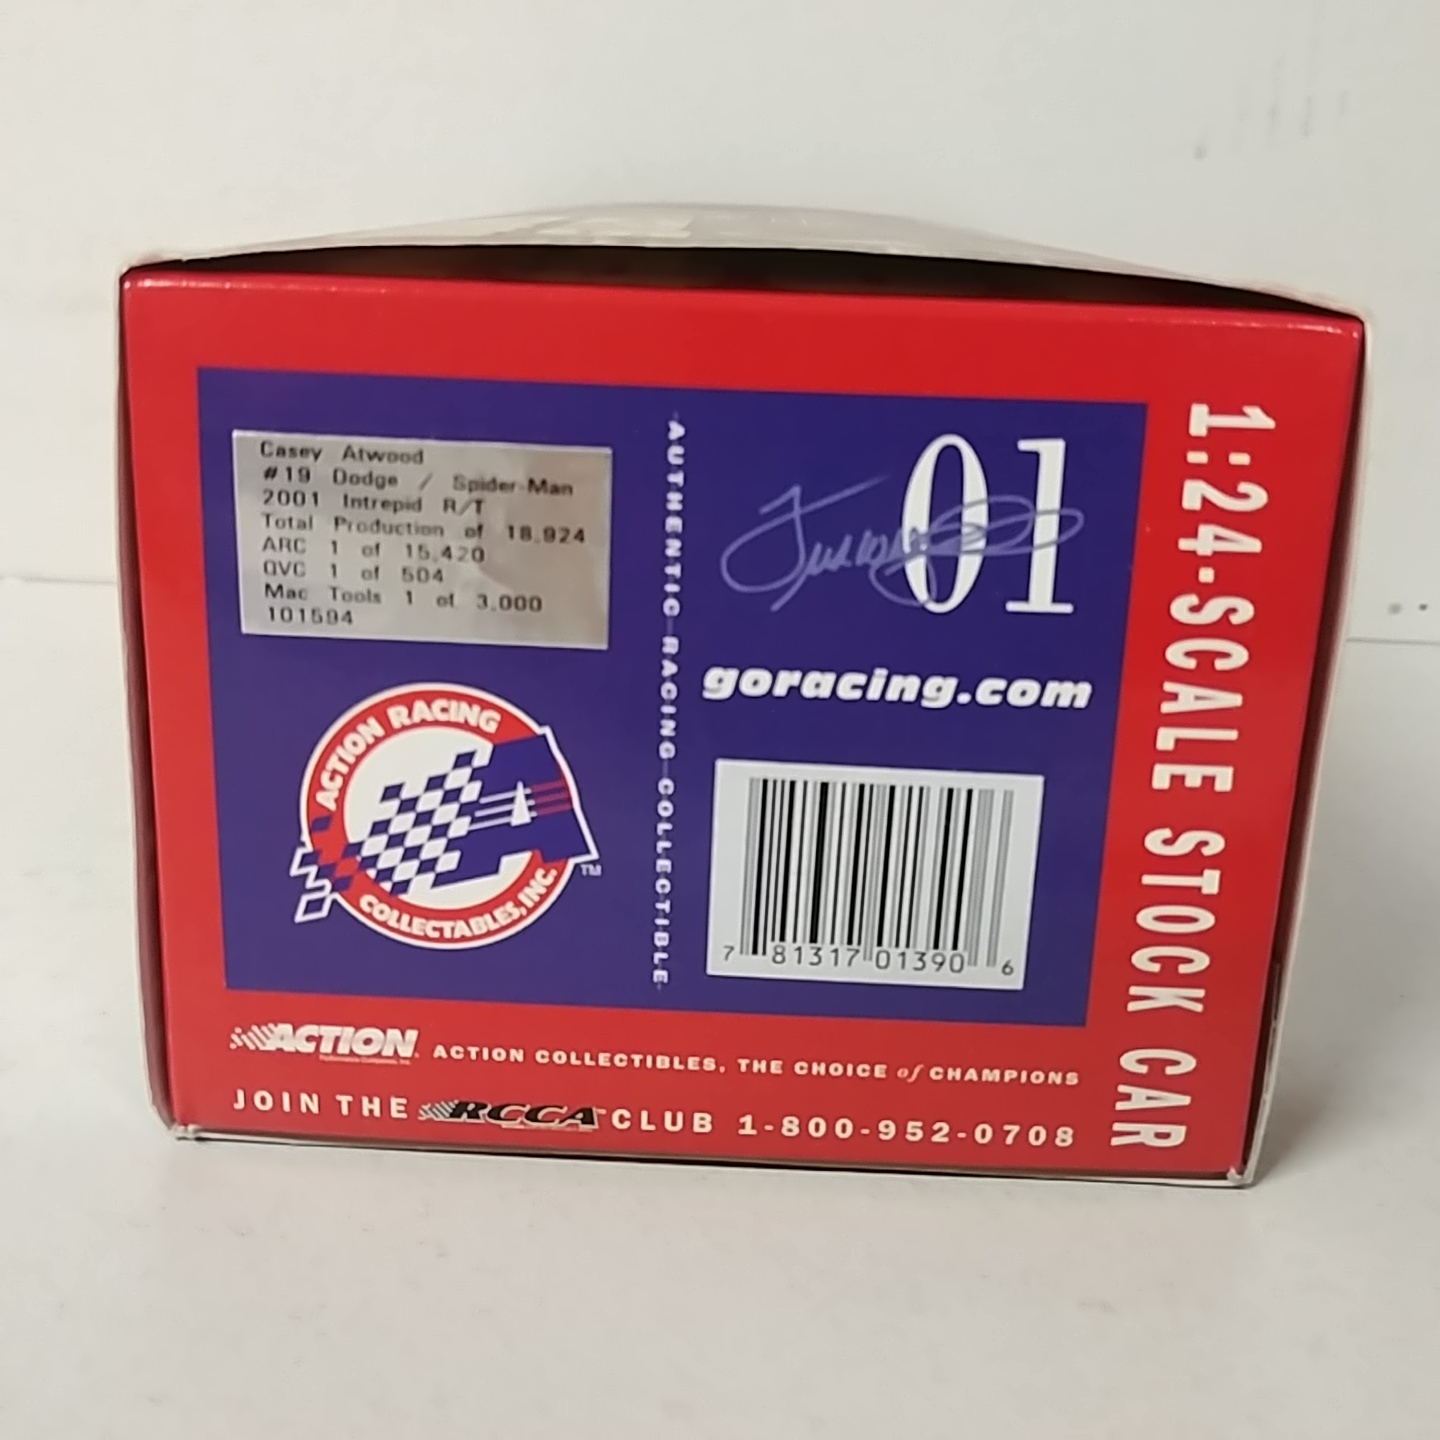 Casey Atwood
#19 Dodge / Spider-Man
2001 Intrepid R/T
Total Production of 18,924
ARC 1 of 15,420
QVC 1 of 504
Mac Tools 1 of 3,000
101594
ACTION RACING
COLLECTABLES, INC.
TM
·AUTHENTIC·RACING·COLLECTIBLE·
01
goracing.com
7 81317 01390 6
1:24-SCALE STOCK CAR
ACTION
ACTION COLLECTIBLES, THE CHOICE of CHAMPIONS
JOIN THE RCCA CLUB 1-800-952-0708